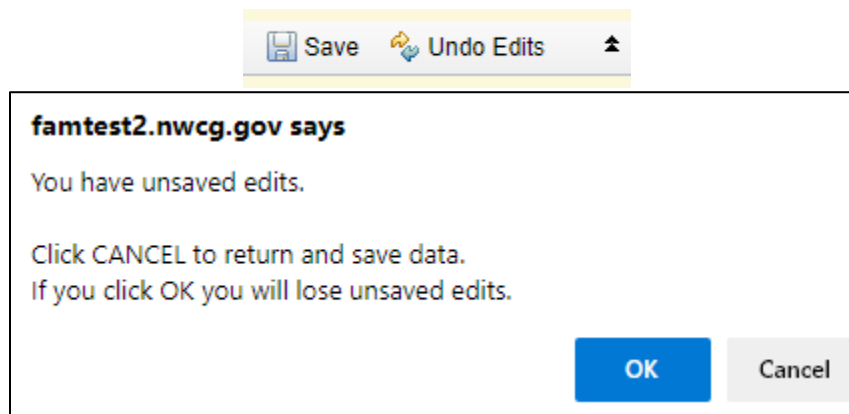 Save Undo Edits
famtest2.nwcg.gov says
You have unsaved edits.
Click CANCEL to return and save data.
If you click OK you will lose unsaved edits.
OK Cancel